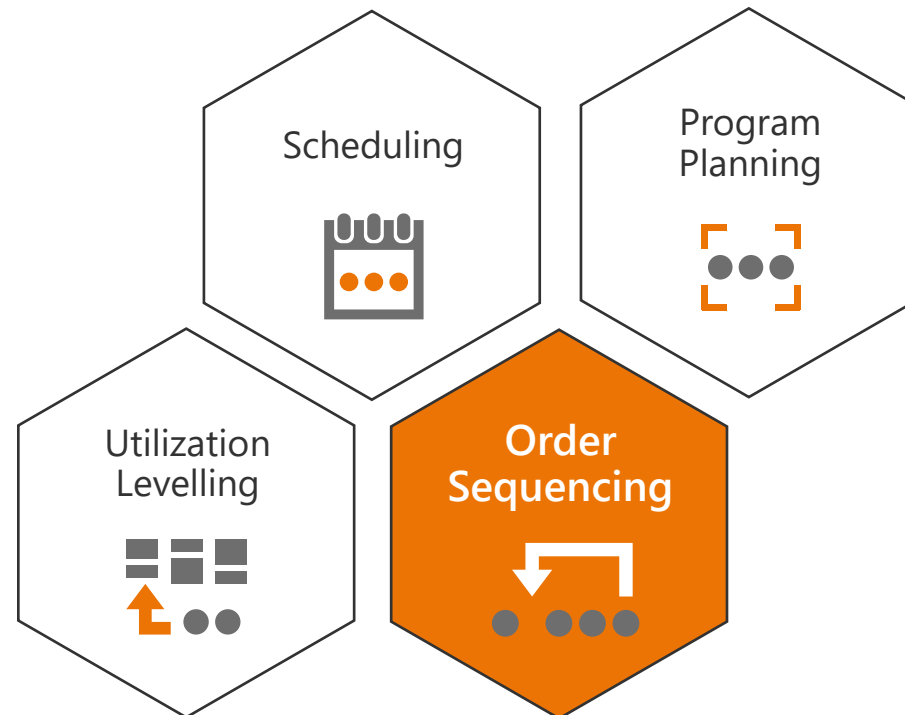 Scheduling
Program
Planning
Utilization
Levelling
Order
Sequencing